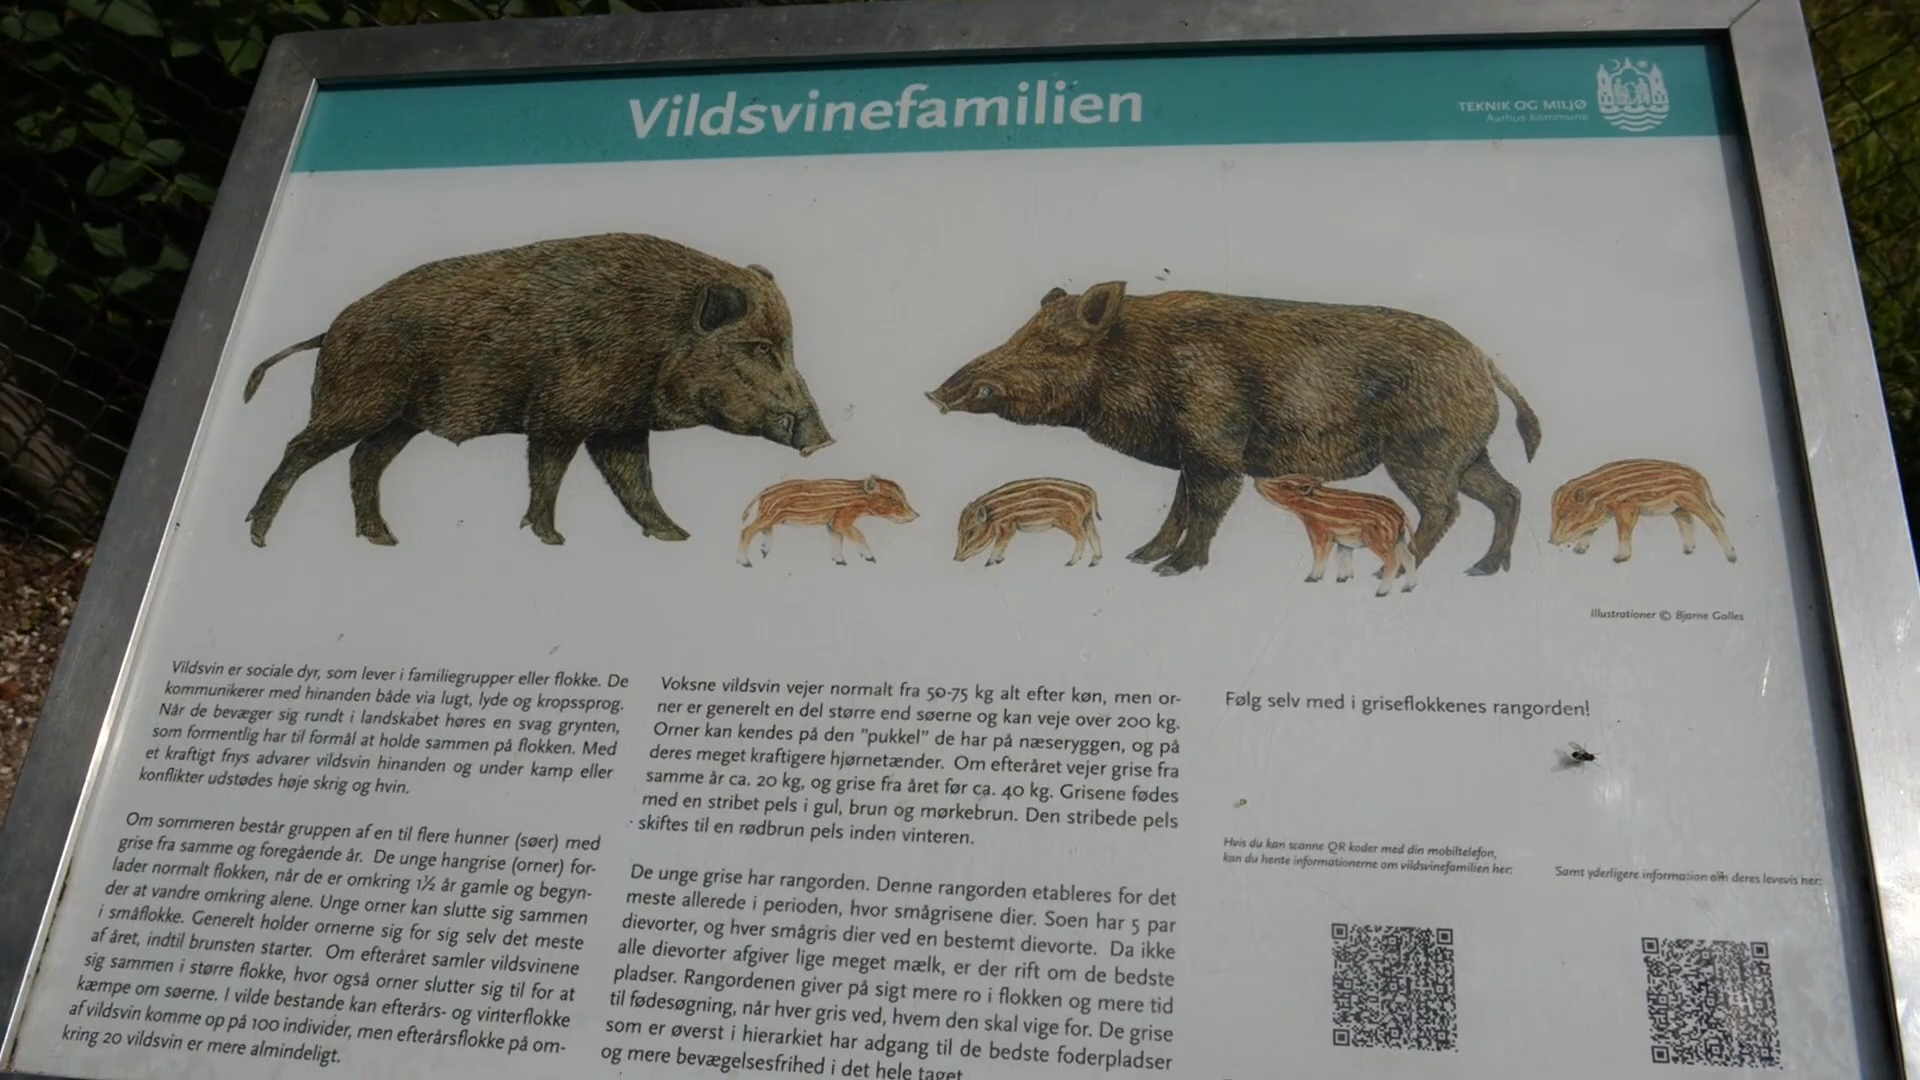 Vildsvinefamilien
TEKNIK OG MILJØ
Aarhus Kommune
Illustrationer © Bjarne Golles
Vildsvin er sociale dyr, som lever i familiegrupper eller flokke. De
kommunikerer med hinanden både via lugt, lyde og kropssprog.
Når de bevæger sig rundt i landskabet høres en svag grynten,
som formentlig har til formål at holde sammen på flokken. Med
et kraftigt fnys advarer vildsvin hinanden og under kamp eller
konflikter udstødes høje skrig og hvin.
Om sommeren består gruppen af en til flere hunner (søer) med
grise fra samme og foregående år. De unge hangrise (orner) for-
lader normalt flokken, når de er omkring 1½ år gamle og begyn-
der at vandre omkring alene. Unge orner kan slutte sig sammen
i småflokke. Generelt holder ornerne sig for sig selv det meste
af året, indtil brunsten starter. Om efteråret samler vildsvinene
sig sammen i større flokke, hvor også orner slutter sig til for at
kæmpe om søerne. I vilde bestande kan efterårs- og vinterflokke
af vildsvin komme op på 100 individer, men efterårsflokke på om-
kring 20 vildsvin er mere almindeligt.
Voksne vildsvin vejer normalt fra 50-75 kg alt efter køn, men or-
ner er generelt en del større end søerne og kan veje over 200 kg.
Orner kan kendes på den "pukkel" de har på næseryggen, og på
deres meget kraftigere hjørnetænder. Om efteråret vejer grise fra
samme år ca. 20 kg, og grise fra året før ca. 40 kg. Grisene fødes
med en stribet pels i gul, brun og mørkebrun. Den stribede pels
skiftes til en rødbrun pels inden vinteren.
De unge grise har rangorden. Denne rangorden etableres for det
meste allerede i perioden, hvor smågrisene dier. Soen har 5 par
dievorter, og hver smågris dier ved en bestemt dievorte. Da ikke
alle dievorter afgiver lige meget mælk, er der rift om de bedste
pladser. Rangordenen giver på sigt mere ro i flokken og mere tid
til fødesøgning, når hver gris ved, hvem den skal vige for. De grise
som er øverst i hierarkiet har adgang til de bedste foderpladser
og mere bevægelsesfrihed i det hele taget
Følg selv med i griseflokkenes rangorden!
Hvis du kan scanne QR koder med din mobiltelefon,
kan du hente informationerne om vildsvinefamilien her:
Samt yderligere information om deres levevis her: